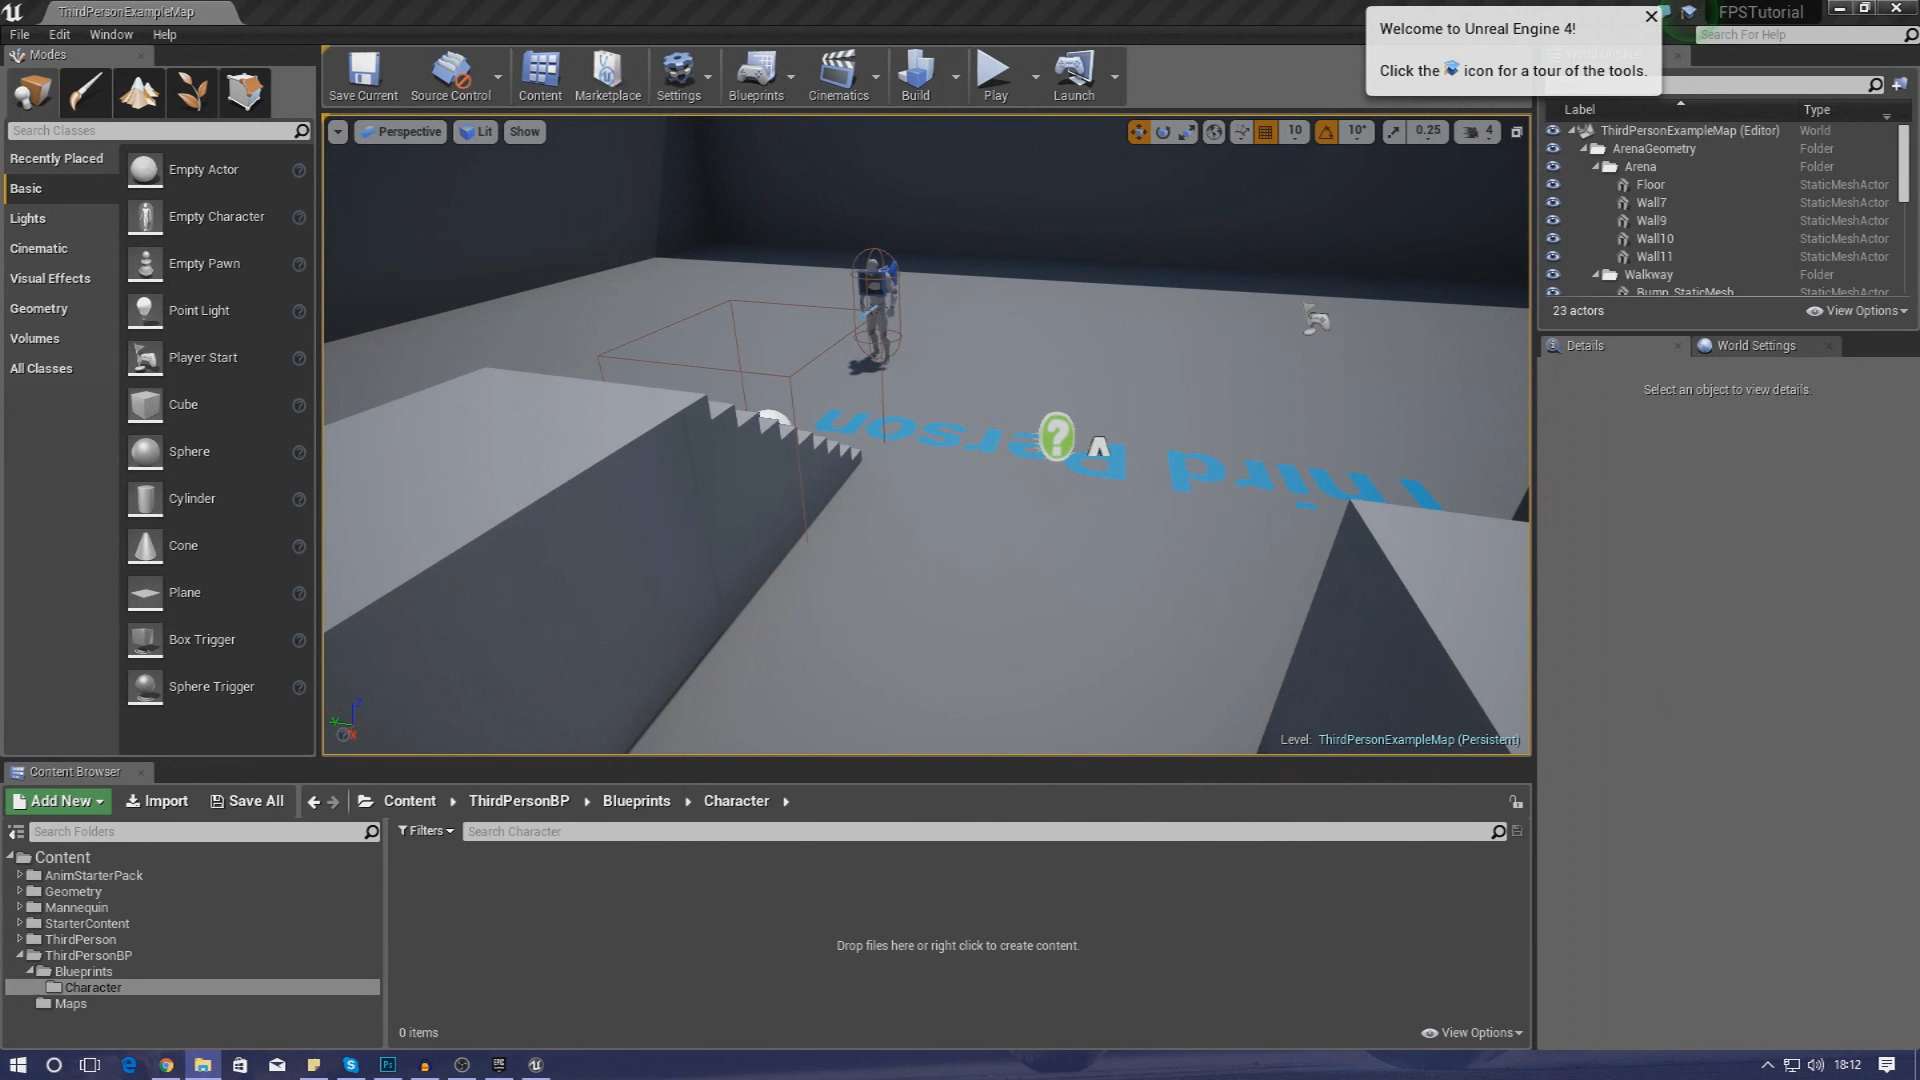 ThirdPersonExampleMap
FPSTutorial
Welcome to Unreal Engine 4!
Click the icon for a tour of the tools.
File Edit Window Help
Search For Help
Modes
Save Current
Source Control
Content
Marketplace
Settings
Blueprints
Cinematics
Build
Play
Launch
Search Classes
Recently Placed
Basic
Lights
Cinematic
Visual Effects
Geometry
Volumes
All Classes
Empty Actor
Empty Character
Empty Pawn
Point Light
Player Start
Cube
Sphere
Cylinder
Cone
Plane
Box Trigger
Sphere Trigger
Perspective
Lit
Show
10
10°
0.25
4
Third Person
Level: ThirdPersonExampleMap (Persistent)
Label Type
ThirdPersonExampleMap (Editor) World
ArenaGeometry Folder
Arena Folder
Floor StaticMeshActor
Wall7 StaticMeshActor
Wall9 StaticMeshActor
Wall10 StaticMeshActor
Wall11 StaticMeshActor
Walkway Folder
Bump_StaticMesh StaticMeshActor
23 actors
View Options
Details
World Settings
Select an object to view details.
Content Browser
Add New
Import
Save All
Content ThirdPersonBP Blueprints Character
Search Folders
Filters
Search Character
Content
AnimStarterPack
Geometry
Mannequin
StarterContent
ThirdPerson
ThirdPersonBP
Blueprints
Character
Maps
Drop files here or right click to create content.
0 items
View Options
18:12